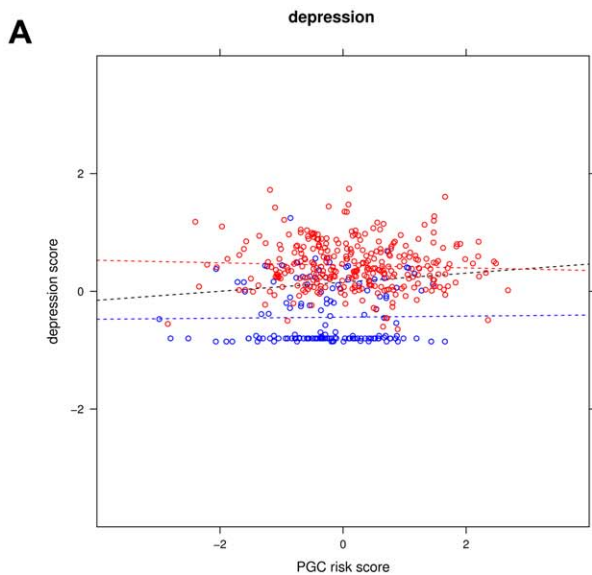 A
depression
2
0
−2
depression score
−2 0 2
PGC risk score